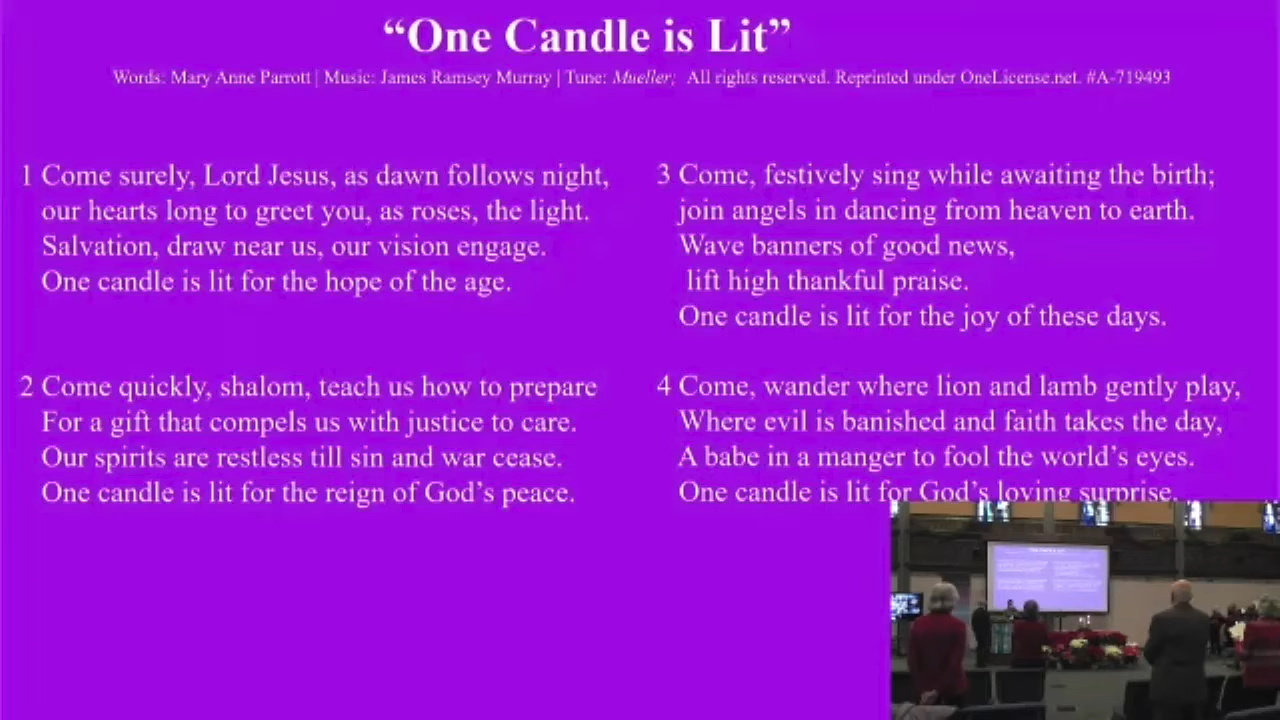 “One Candle is Lit”
Words: Mary Anne Parrott | Music: James Ramsey Murray | Tune: Mueller; All rights reserved. Reprinted under OneLicense.net. #A-719493
1 Come surely, Lord Jesus, as dawn follows night,
our hearts long to greet you, as roses, the light.
Salvation, draw near us, our vision engage.
One candle is lit for the hope of the age.
2 Come quickly, shalom, teach us how to prepare
For a gift that compels us with justice to care.
Our spirits are restless till sin and war cease.
One candle is lit for the reign of God’s peace.
3 Come, festively sing while awaiting the birth;
join angels in dancing from heaven to earth.
Wave banners of good news,
lift high thankful praise.
One candle is lit for the joy of these days.
4 Come, wander where lion and lamb gently play,
Where evil is banished and faith takes the day,
A babe in a manger to fool the world’s eyes.
One candle is lit for God’s loving surprise.